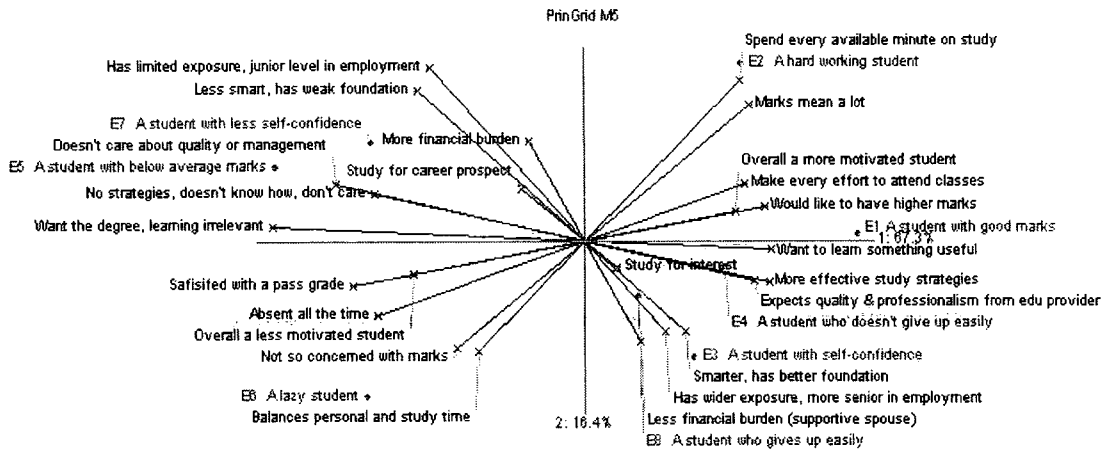 PrinGrid M5
Spend every available minute on study
E2 A hard working student
Has limited exposure, junior level in employment
Less smart, has weak foundation
Marks mean a lot
E7 A student with less self-confidence
More financial burden
Doesn't care about quality or management
E5 A student with below average marks
Study for career prospect
Overall a more motivated student
Make every effort to attend classes
No strategies, doesn't know how, don't care
Would like to have higher marks
Want the degree, learning irrelevant
E1 A student with good marks
1: 67.3%
Want to learn something useful
Study for interest
Safisifed with a pass grade
More effective study strategies
Expects quality & professionalism from edu provider
Absent all the time
E4 A student who doesn't give up easily
Overall a less motivated student
Not so concerned with marks
E3 A student with self-confidence
Smarter, has better foundation
E6 A lazy student
Has wider exposure, more senior in employment
Balances personal and study time
2: 16.4%
Less financial burden (supportive spouse)
E8 A student who gives up easily